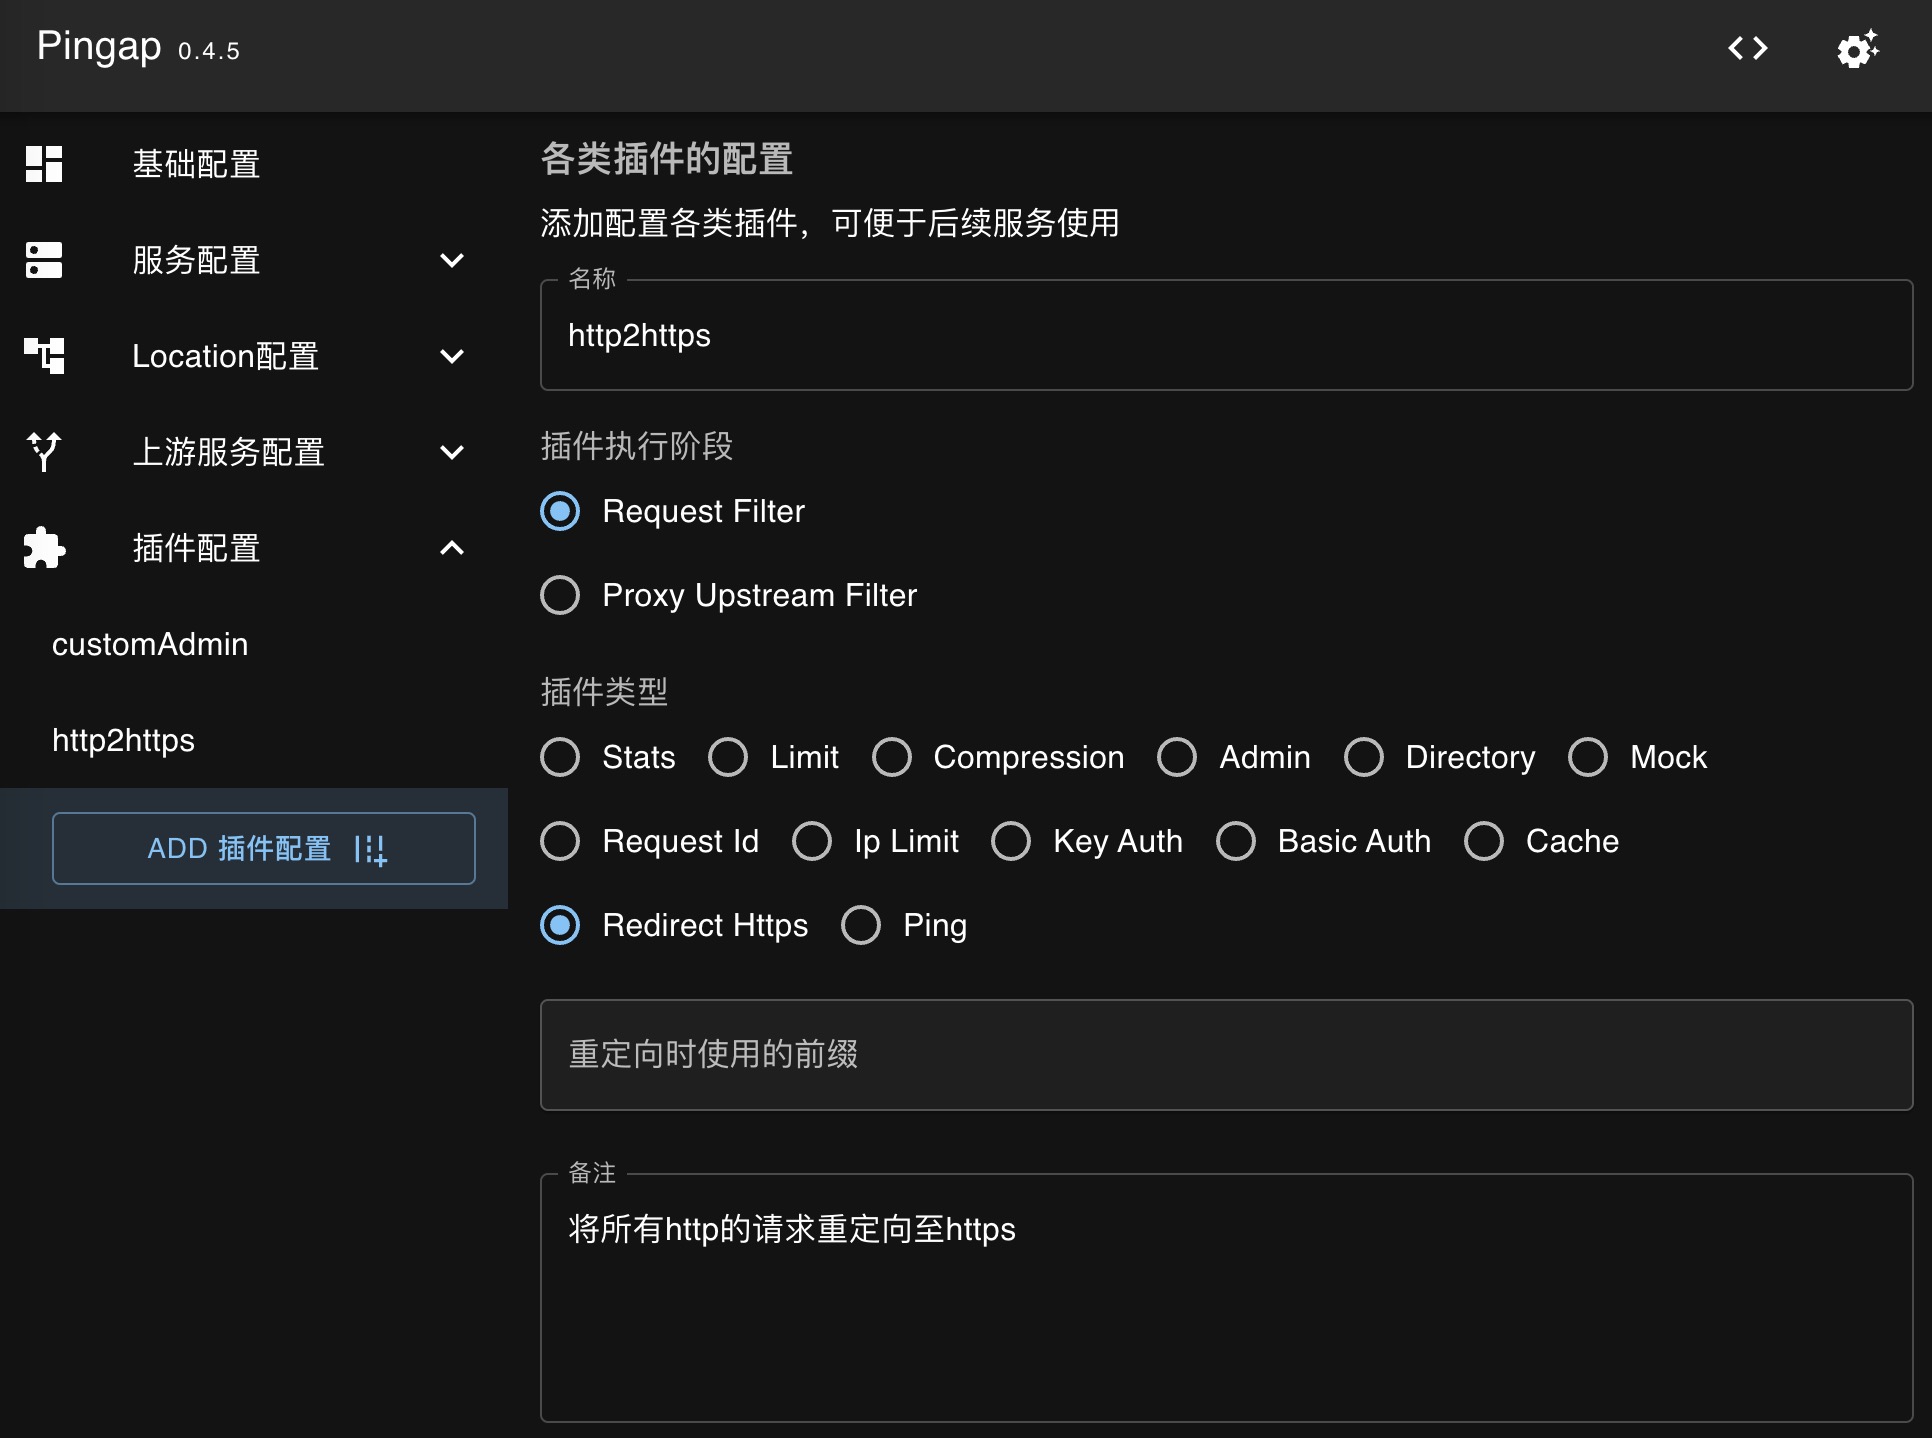 Pingap 0.4.5
基础配置
服务配置
Location配置
上游服务配置
插件配置
customAdmin
http2https
ADD 插件配置
各类插件的配置
添加配置各类插件，可便于后续服务使用
名称
http2https
插件执行阶段
Request Filter
Proxy Upstream Filter
插件类型
Stats Limit Compression Admin Directory Mock
Request Id Ip Limit Key Auth Basic Auth Cache
Redirect Https Ping
重定向时使用的前缀
备注
将所有http的请求重定向至https